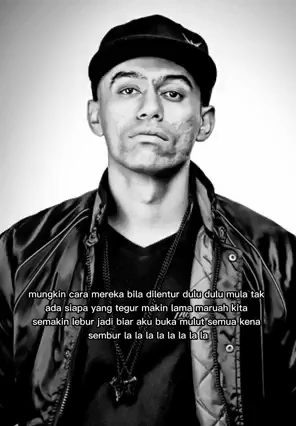 mungkin cara mereka bila dilentur dulu dulu mula tak
ada siapa yang tegur makin lama maruah kita
semakin lebur jadi biar aku buka mulut semua kena
sembur la la la la la la la la